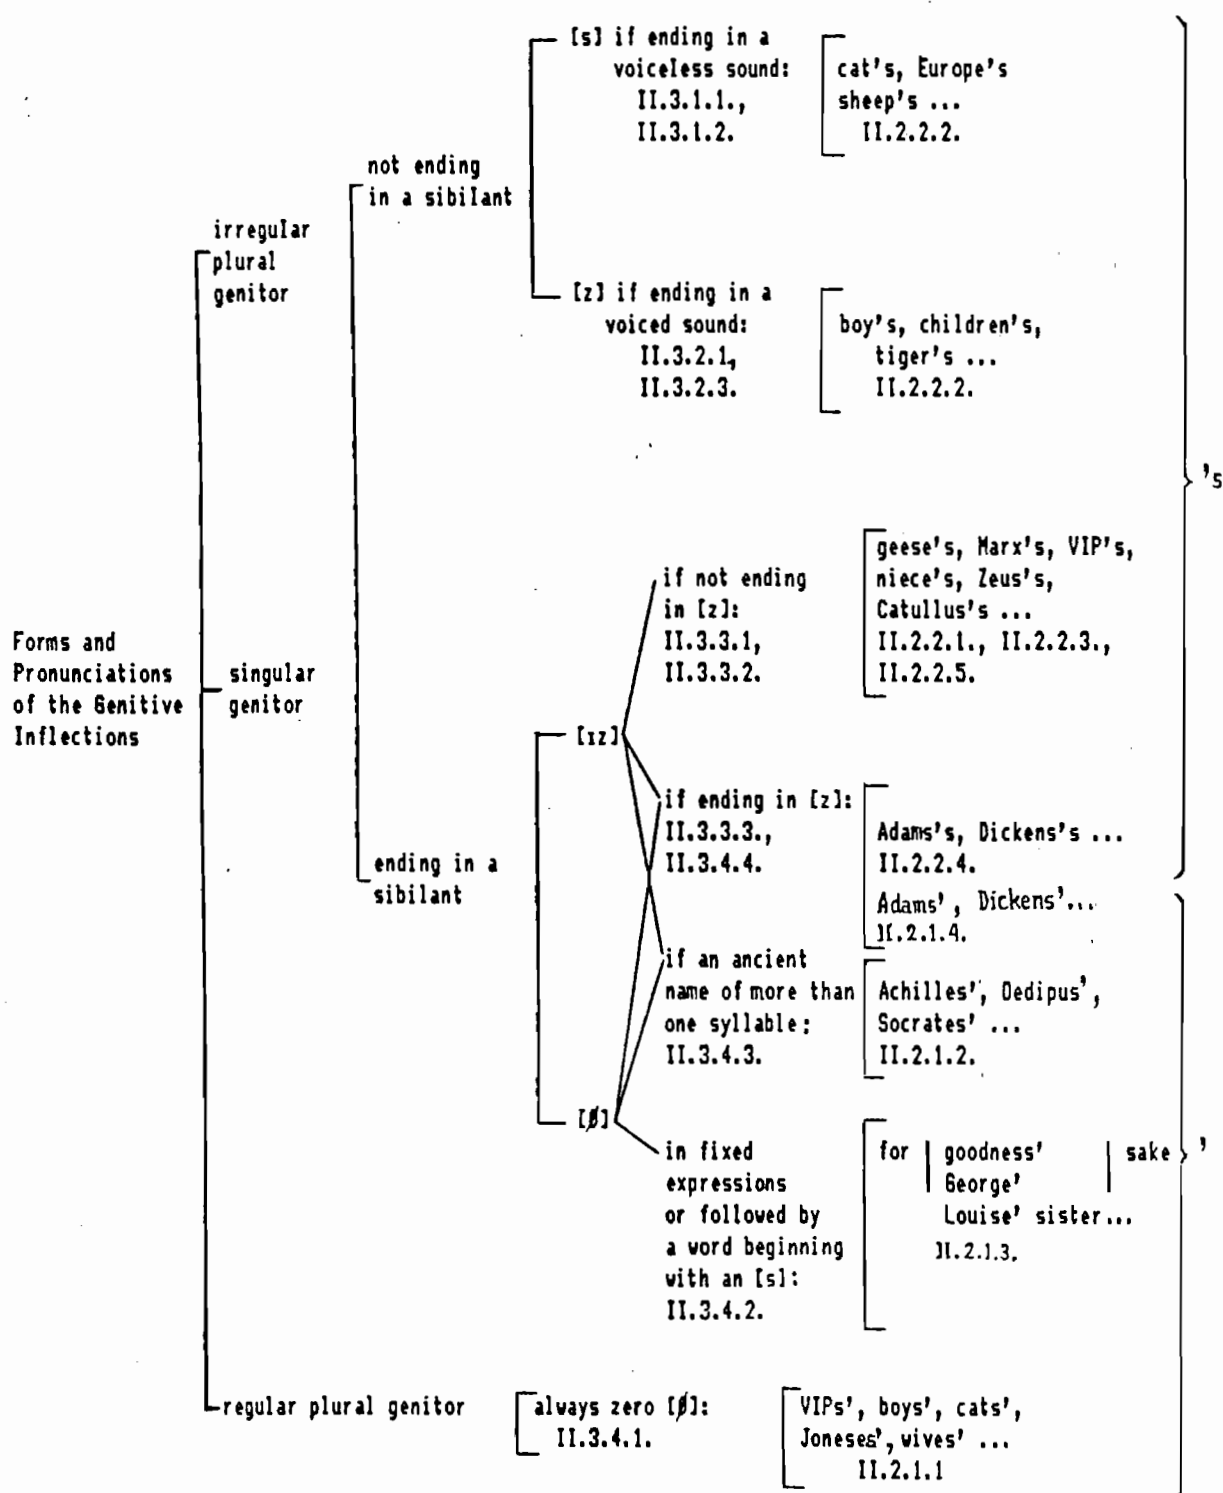 [s] if ending in a
voiceless sound:
II.3.1.1.,
II.3.1.2.
cat's, Europe's
sheep's ...
II.2.2.2.
not ending
in a sibilant
irregular
plural
genitor
[z] if ending in a
voiced sound:
II.3.2.1,
II.3.2.3.
boy's, children's,
tiger's ...
II.2.2.2.
's
Forms and
Pronunciations
of the Genitive
Inflections
singular
genitor
if not ending
in [z]:
II.3.3.1,
II.3.3.2.
geese's, Marx's, VIP's,
niece's, Zeus's,
Catullus's ...
II.2.2.1., II.2.2.3.,
II.2.2.5.
[ɪz]
ending in a
sibilant
if ending in [z]:
II.3.3.3.,
II.3.4.4.
Adams's, Dickens's ...
II.2.2.4.
Adams', Dickens'...
II.2.1.4.
if an ancient
name of more than
one syllable:
II.3.4.3.
Achilles', Oedipus',
Socrates' ...
II.2.1.2.
[ø]
in fixed
expressions
or followed by
a word beginning
with an [s]:
II.3.4.2.
for | goodness' | sake
George'
Louise' sister...
II.2.1.3.
'
regular plural genitor
always zero [ø]:
II.3.4.1.
VIPs', boys', cats',
Joneses', wives' ...
II.2.1.1